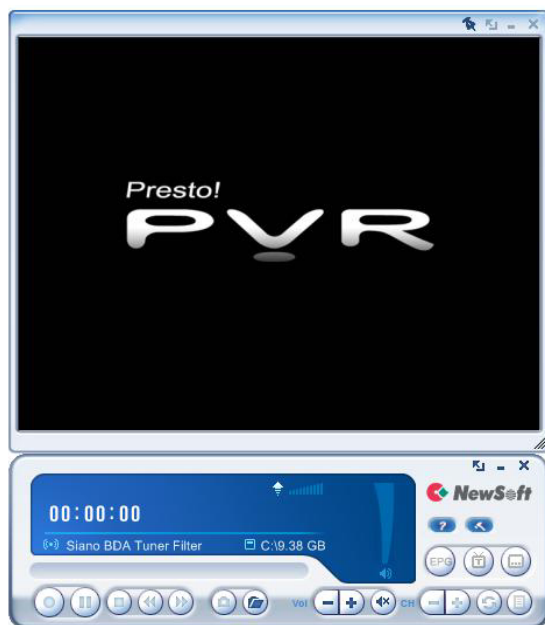 Presto!
PVR
NewSoft
00:00:00
Siano BDA Tuner Filter
C:\9.38 GB
?
EPG
T
Vol
CH